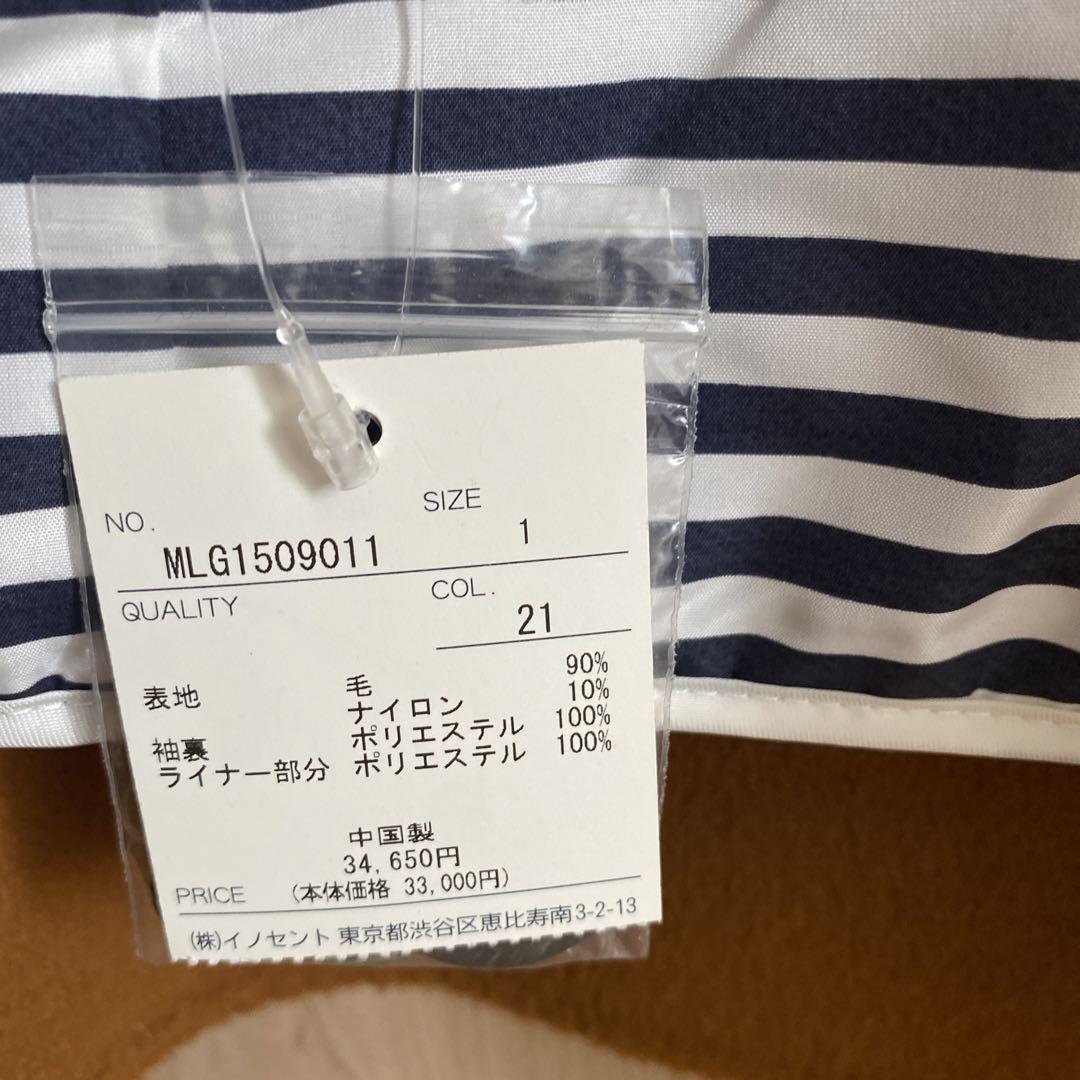 NO.
SIZE
MLG1509011
1
QUALITY
COL.
21
表地 毛 90%
ナイロン 10%
袖裏 ポリエステル 100%
ライナー部分 ポリエステル 100%
中国製
34,650円
PRICE (本体価格 33,000円)
(株)イノセント 東京都渋谷区恵比寿南3-2-13